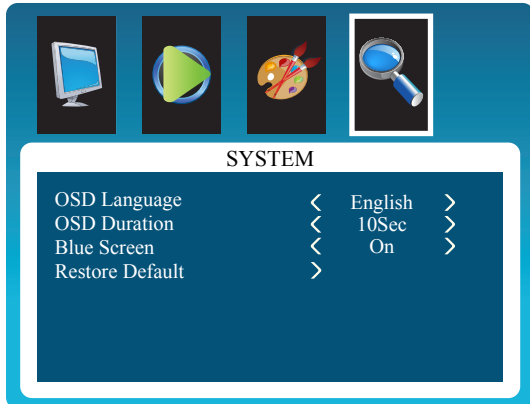 SYSTEM
OSD Language < English >
OSD Duration < 10Sec >
Blue Screen < On >
Restore Default >